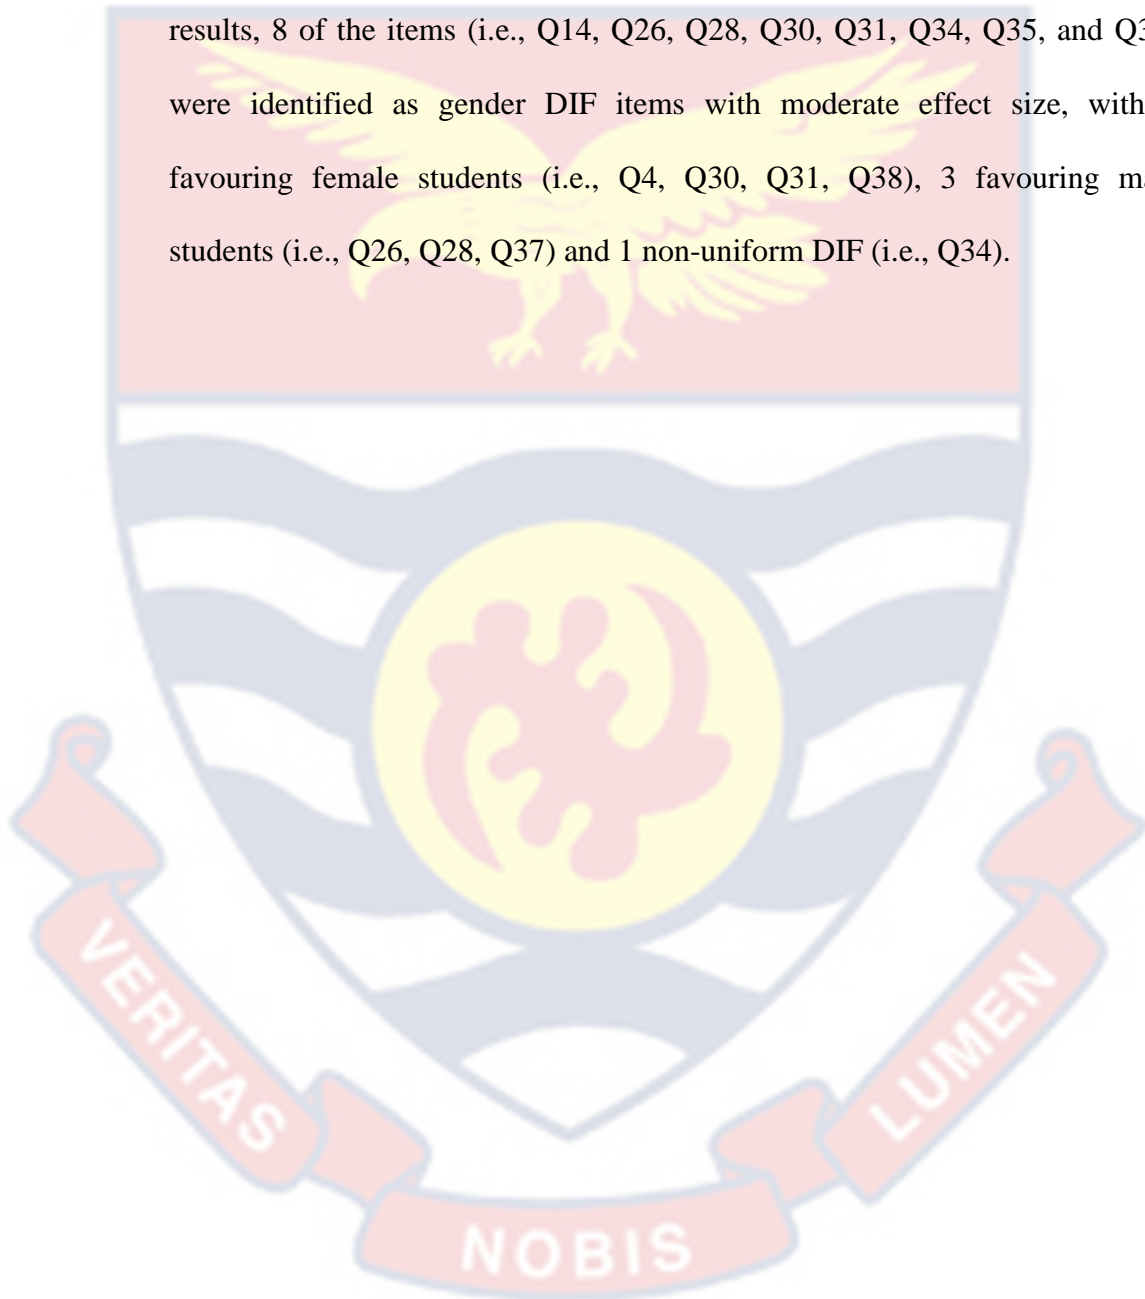 results, 8 of the items (i.e., Q14, Q26, Q28, Q30, Q31, Q34, Q35, and
were identified as gender DIF items with moderate effect size, with
favouring female students (i.e., Q4, Q30, Q31, Q38), 3 favouring
students (i.e., Q26, Q28, Q37) and 1 non-uniform DIF (i.e., Q34).
VERITAS
NOBIS
LUMEN